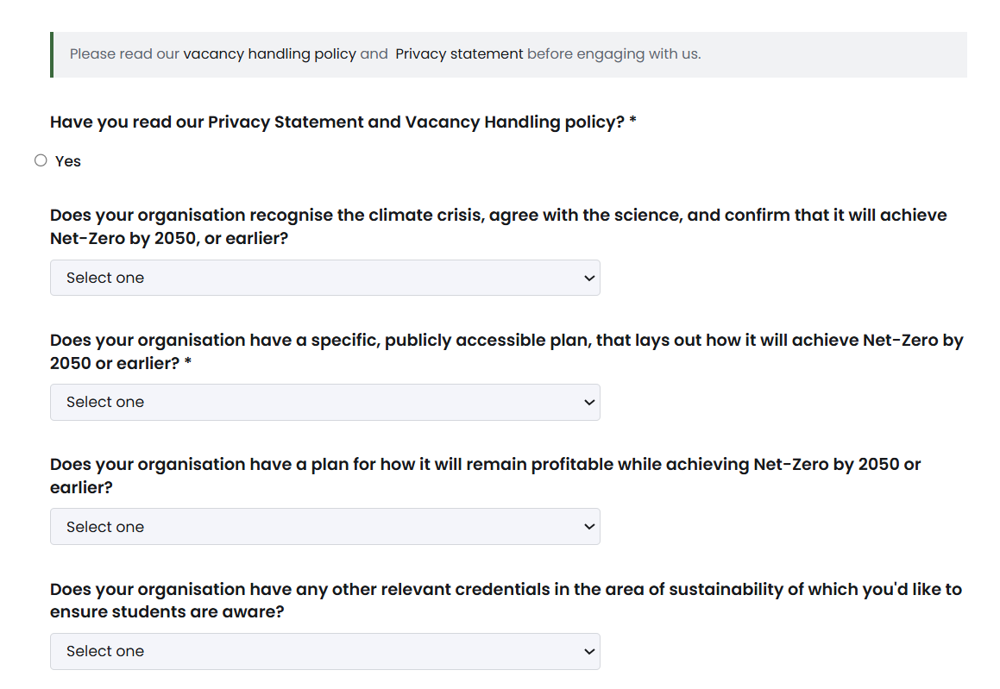 Please read our vacancy handling policy and Privacy statement before engaging with us.
Have you read our Privacy Statement and Vacancy Handling policy? *
Yes
Does your organisation recognise the climate crisis, agree with the science, and confirm that it will achieve
Net-Zero by 2050, or earlier?
Select one
Does your organisation have a specific, publicly accessible plan, that lays out how it will achieve Net-Zero by
2050 or earlier? *
Select one
Does your organisation have a plan for how it will remain profitable while achieving Net-Zero by 2050 or
earlier?
Select one
Does your organisation have any other relevant credentials in the area of sustainability of which you'd like to
ensure students are aware?
Select one